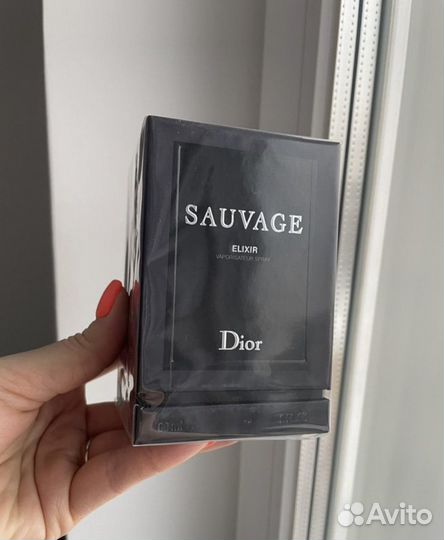 SAUVAGE
ELIXIR
VAPORISATEUR SPRAY
Dior
Avito